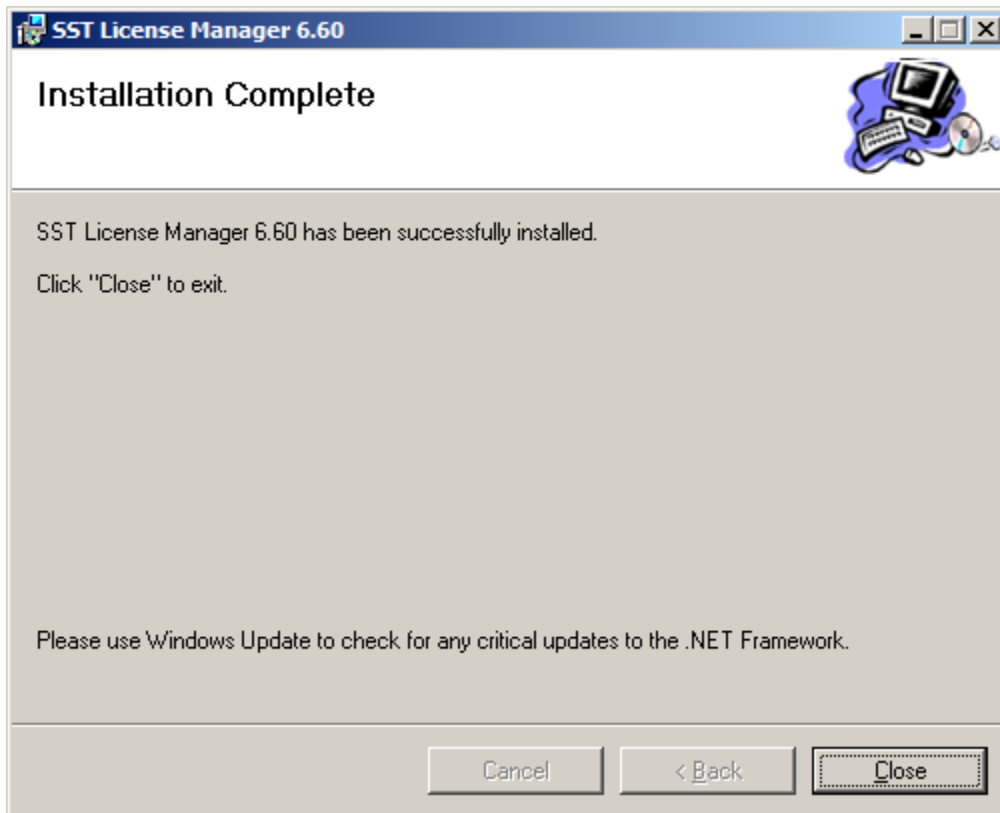 SST License Manager 6.60
Installation Complete
SST License Manager 6.60 has been successfully installed.
Click "Close" to exit.
Please use Windows Update to check for any critical updates to the .NET Framework.
Cancel
< Back
Close